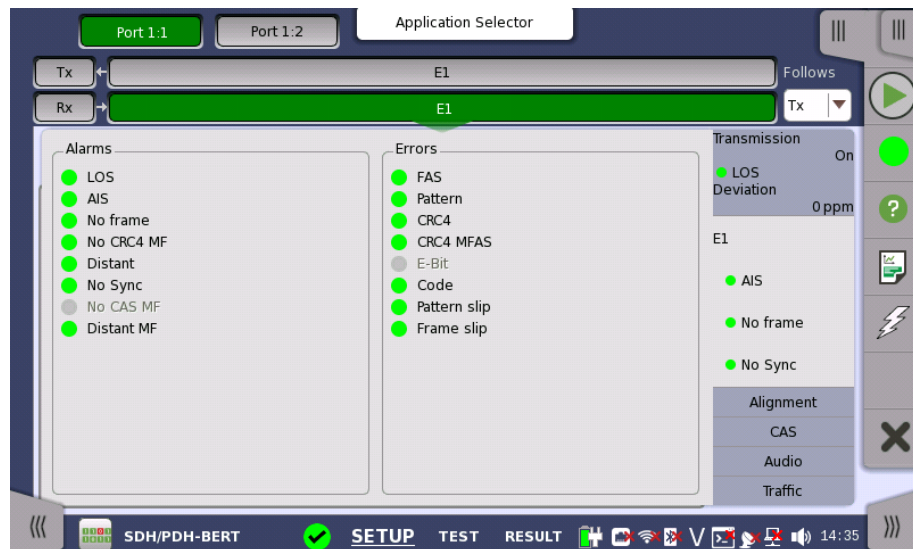 Application Selector
Port 1:1
Port 1:2
Tx
E1
Follows
Rx
E1
Tx
Alarms
LOS
AIS
No frame
No CRC4 MF
Distant
No Sync
No CAS MF
Distant MF
Errors
FAS
Pattern
CRC4
CRC4 MFAS
E-Bit
Code
Pattern slip
Frame slip
Transmission
On
LOS
Deviation
0 ppm
E1
AIS
No frame
No Sync
Alignment
CAS
Audio
Traffic
SDH/PDH-BERT
SETUP
TEST
RESULT
14:35